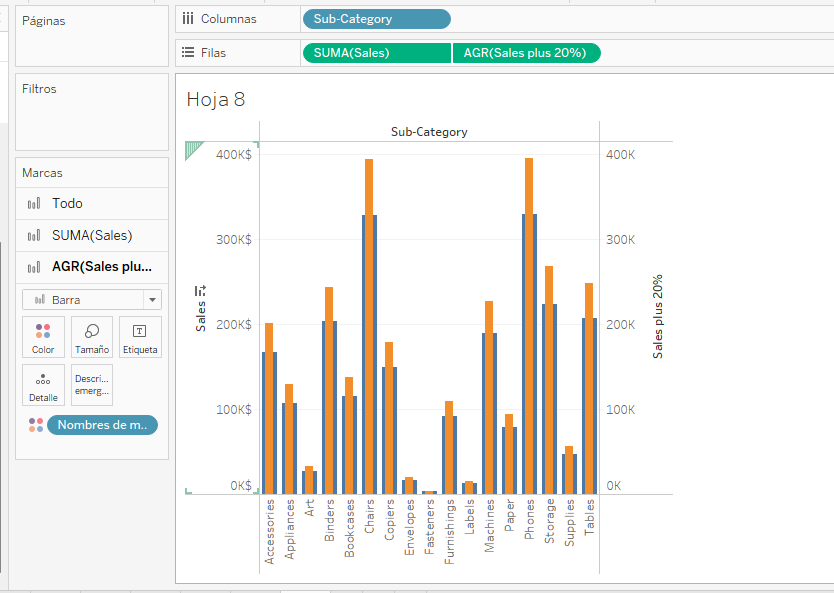 Páginas
Columnas
Sub-Category
Filas
SUMA(Sales)
AGR(Sales plus 20%)
Filtros
Marcas
Todo
SUMA(Sales)
AGR(Sales plu...
Barra
Color
Tamaño
Etiqueta
Detalle
Descri...
emerg...
Nombres de m..
Hoja 8
Sub-Category
400K$
300K$
200K$
100K$
0K$
Sales
400K
300K
200K
100K
0K
Sales plus 20%
Accessories
Appliances
Art
Binders
Bookcases
Chairs
Copiers
Envelopes
Fasteners
Furnishings
Labels
Machines
Paper
Phones
Storage
Supplies
Tables